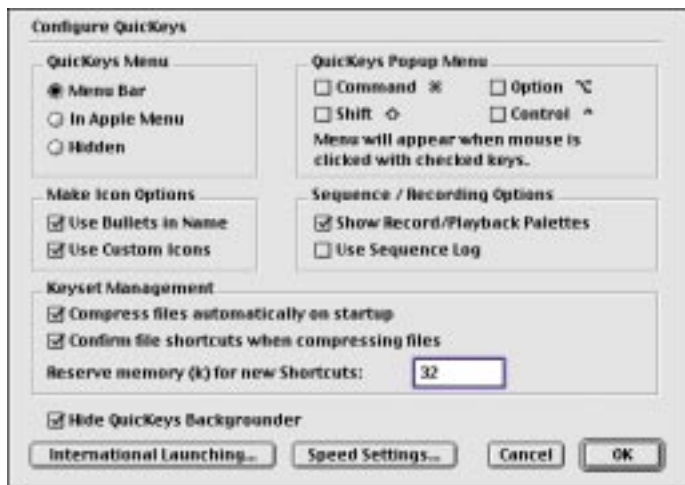 Configure QuicKeys
QuicKeys Menu
Menu Bar
In Apple Menu
Hidden
QuicKeys Popup Menu
Command ⌘
Option ⌥
Shift ⇧
Control ^
Menu will appear when mouse is
clicked with checked keys.
Make Icon Options
Use Bullets in Name
Use Custom Icons
Sequence / Recording Options
Show Record/Playback Palettes
Use Sequence Log
Keyset Management
Compress files automatically on startup
Confirm file shortcuts when compressing files
Reserve memory (k) for new Shortcuts: 32
Hide QuicKeys Backgrounder
International Launching... Speed Settings... Cancel OK